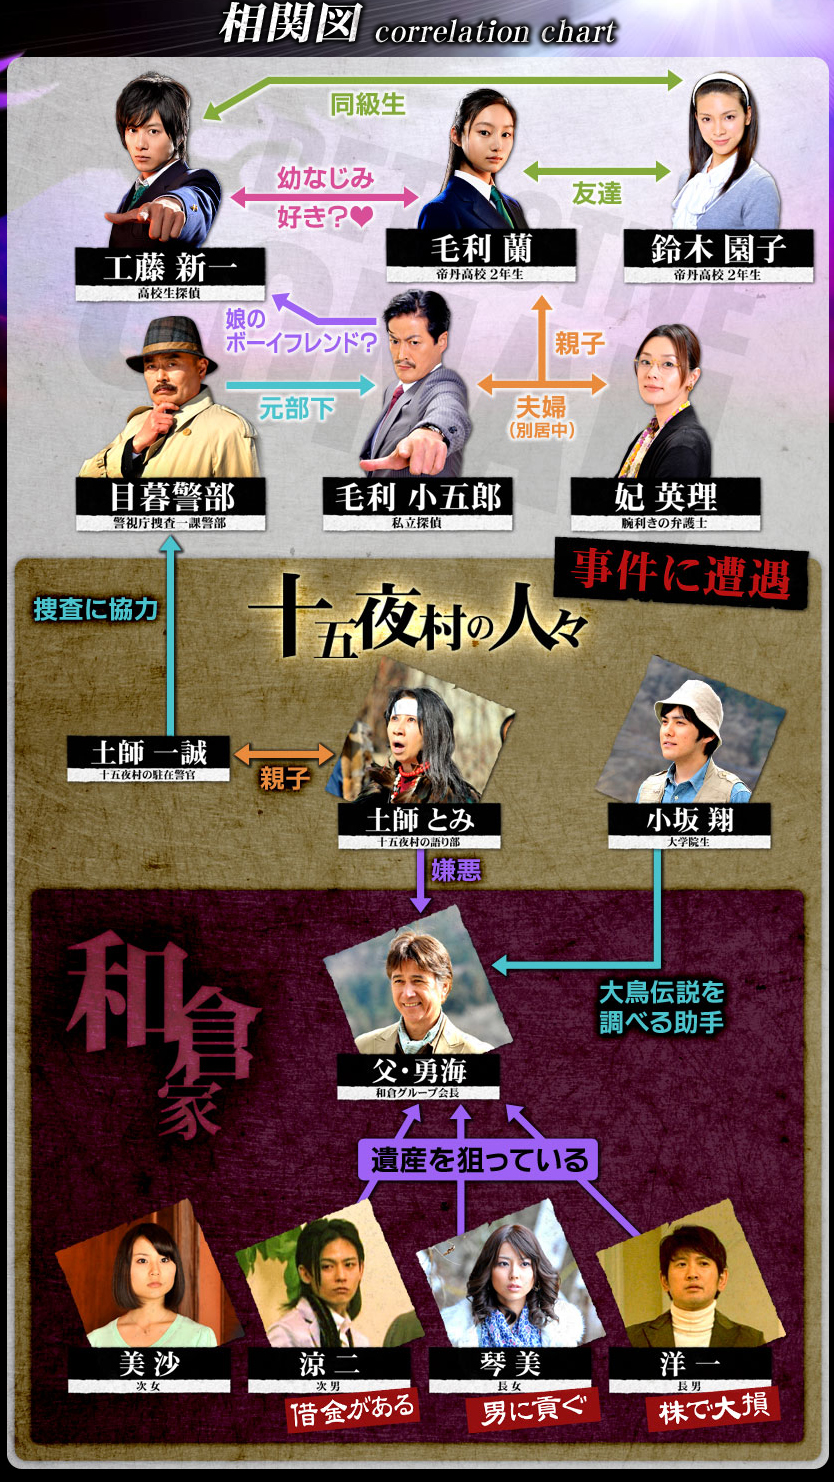 相関図 correlation chart
同級生
幼なじみ
好き?♥
友達
工藤 新一
高校生探偵
毛利 蘭
帝丹高校 2年生
鈴木 園子
帝丹高校 2年生
娘の
ボーイフレンド?
親子
元部下
夫婦
(別居中)
目暮警部
警視庁捜査一課警部
毛利 小五郎
私立探偵
妃 英理
腕利きの弁護士
事件に遭遇
十五夜村の人々
捜査に協力
土師 一誠
十五夜村の駐在警官
親子
土師 とみ
十五夜村の語り部
小坂 翔
大学院生
嫌悪
和倉家
大鳥伝説を
調べる助手
父・勇海
和倉グループ会長
遺産を狙っている
美沙
次女
涼二
次男
琴美
長女
洋一
長男
借金がある
男に貢ぐ
株で大損